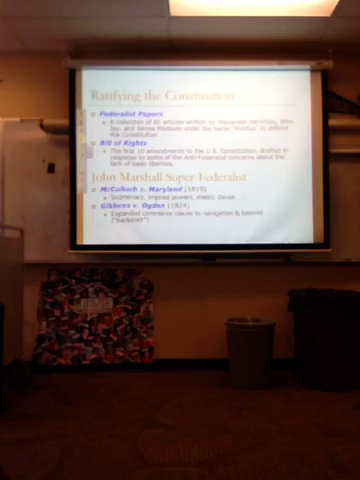 Ratifying the Constitution
Federalist Papers
A collection of 85 articles written by Alexander Hamilton, John
Jay, and James Madison under the name "Publius" to defend
the Constitution
Bill of Rights
The first 10 amendments to the U.S. Constitution, drafted in
response to some of the Anti-Federalist concerns about the
lack of basic liberties.
John Marshall Super Federalist
McCulloch v. Maryland (1819)
Supremacy, implied powers, elastic clause
Gibbons v. Ogden (1824)
Expanded commerce clause to navigation & beyond